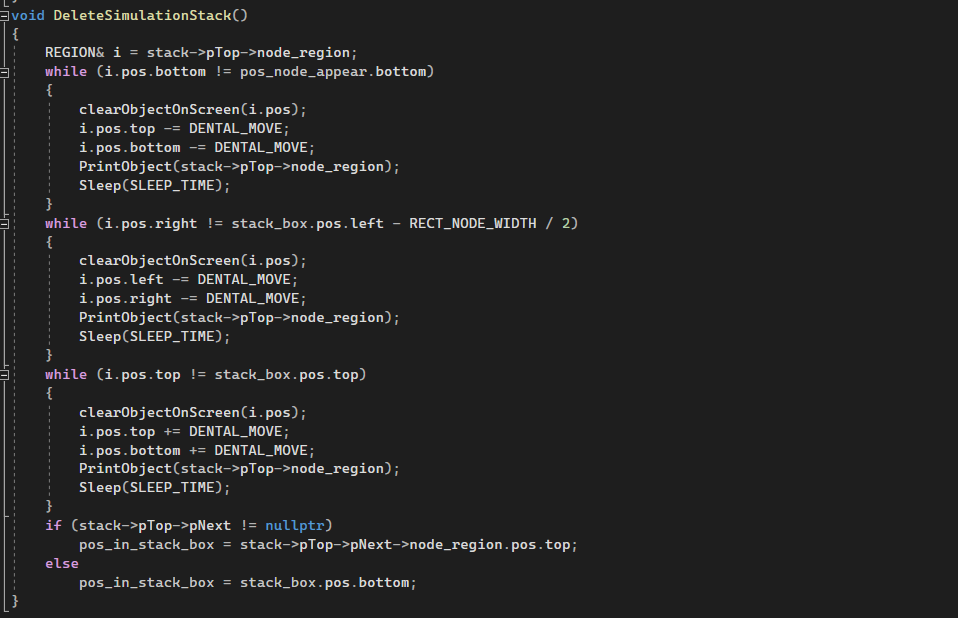 void DeleteSimulationStack()
{
    REGION& i = stack->pTop->node_region;
    while (i.pos.bottom != pos_node_appear.bottom)
    {
        clearObjectOnScreen(i.pos);
        i.pos.top -= DENTAL_MOVE;
        i.pos.bottom -= DENTAL_MOVE;
        PrintObject(stack->pTop->node_region);
        Sleep(SLEEP_TIME);
    }
    while (i.pos.right != stack_box.pos.left - RECT_NODE_WIDTH / 2)
    {
        clearObjectOnScreen(i.pos);
        i.pos.left -= DENTAL_MOVE;
        i.pos.right -= DENTAL_MOVE;
        PrintObject(stack->pTop->node_region);
        Sleep(SLEEP_TIME);
    }
    while (i.pos.top != stack_box.pos.top)
    {
        clearObjectOnScreen(i.pos);
        i.pos.top += DENTAL_MOVE;
        i.pos.bottom += DENTAL_MOVE;
        PrintObject(stack->pTop->node_region);
        Sleep(SLEEP_TIME);
    }
    if (stack->pTop->pNext != nullptr)
        pos_in_stack_box = stack->pTop->pNext->node_region.pos.top;
    else
        pos_in_stack_box = stack_box.pos.bottom;
}